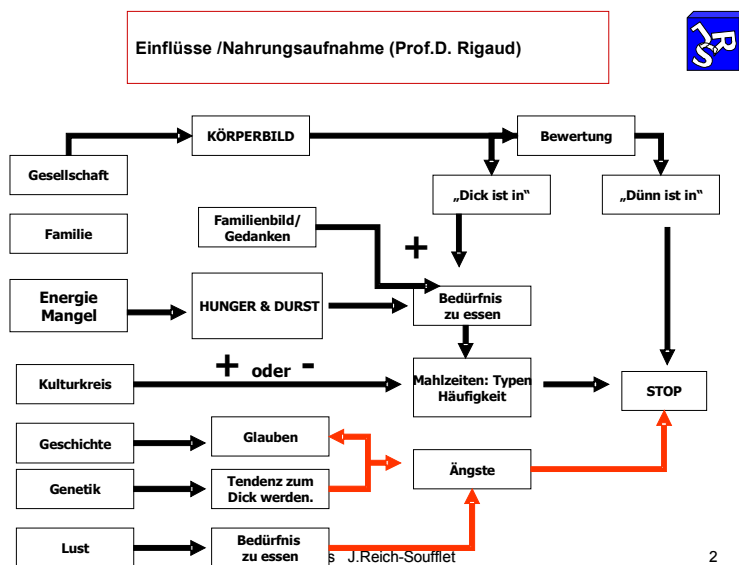 Einflüsse /Nahrungsaufnahme (Prof.D. Rigaud)
JRS
KÖRPERBILD
Bewertung
Gesellschaft
„Dick ist in“
„Dünn ist in“
Familie
Familienbild/
Gedanken
+
Energie
Mangel
HUNGER & DURST
Bedürfnis
zu essen
Kulturkreis
+ oder -
Mahlzeiten: Typen
Häufigkeit
STOP
Geschichte
Glauben
Genetik
Tendenz zum
Dick werden.
Ängste
Lust
Bedürfnis
zu essen
s J.Reich-Soufflet
2